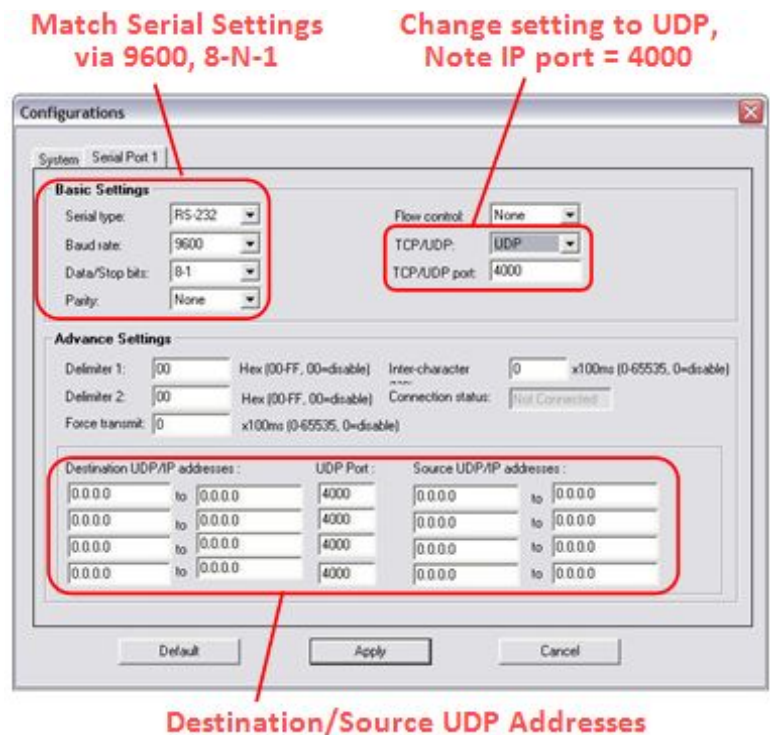 Match Serial Settings
via 9600, 8-N-1
Change setting to UDP,
Note IP port = 4000
Configurations
System Serial Port 1
Basic Settings
Serial type: RS-232 Flow control: None
Baud rate: 9600 TCP/UDP: UDP
Data/Stop bits: 8-1 TCP/UDP port: 4000
Parity: None
Advance Settings
Delimiter 1: 00 Hex (00-FF, 00=disable) Inter-character 0 x100ms (0-65535, 0=disable)
Delimiter 2: 00 Hex (00-FF, 00=disable) Connection status: Not Connected
Force transmit: 0 x100ms (0-65535, 0=disable)
Destination UDP/IP addresses : UDP Port : Source UDP/IP addresses :
0.0.0.0 to 0.0.0.0 4000 0.0.0.0 to 0.0.0.0
0.0.0.0 to 0.0.0.0 4000 0.0.0.0 to 0.0.0.0
0.0.0.0 to 0.0.0.0 4000 0.0.0.0 to 0.0.0.0
0.0.0.0 to 0.0.0.0 4000 0.0.0.0 to 0.0.0.0
Default Apply Cancel
Destination/Source UDP Addresses